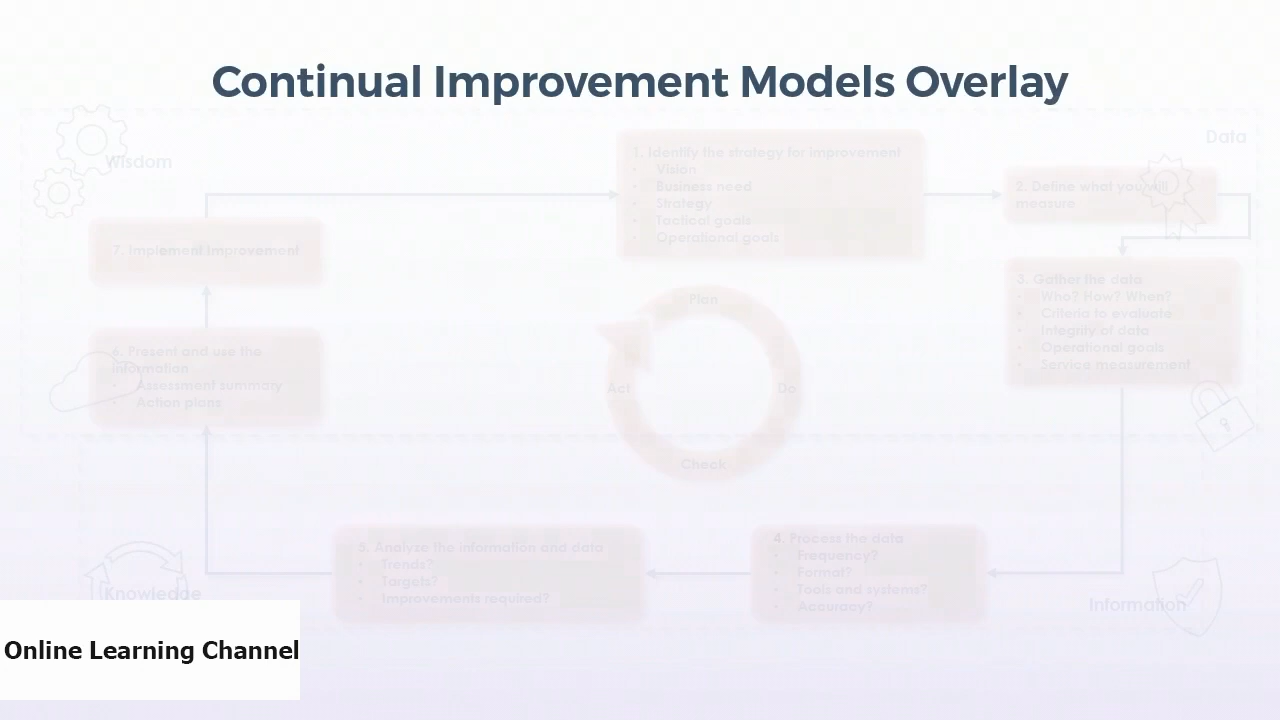 Continual Improvement Models Overlay
Wisdom
Data
1. Identify the strategy for improvement
• Vision
• Business need
• Strategy
• Tactical goals
• Operational goals
2. Define what you will
measure
7. Implement improvement
3. Gather the data
• Who? How? When?
• Criteria to evaluate
• Integrity of data
• Operational goals
• Service measurement
Plan
Act
Do
Check
6. Present and use the
information
• Assessment summary
• Action plans
5. Analyze the information and data
• Trends?
• Targets?
• Improvements required?
4. Process the data
• Frequency?
• Format?
• Tools and systems?
• Accuracy?
Knowledge
Information
Online Learning Channel